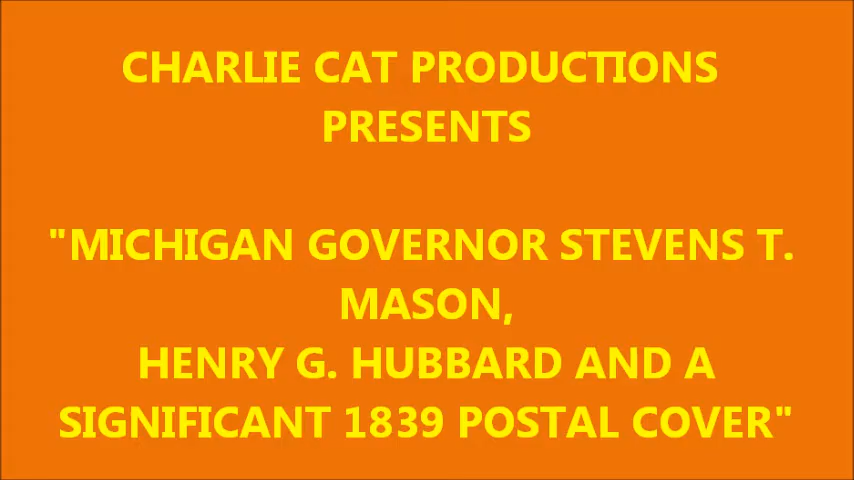 CHARLIE CAT PRODUCTIONS
PRESENTS
"MICHIGAN GOVERNOR STEVENS T.
MASON,
HENRY G. HUBBARD AND A
SIGNIFICANT 1839 POSTAL COVER"